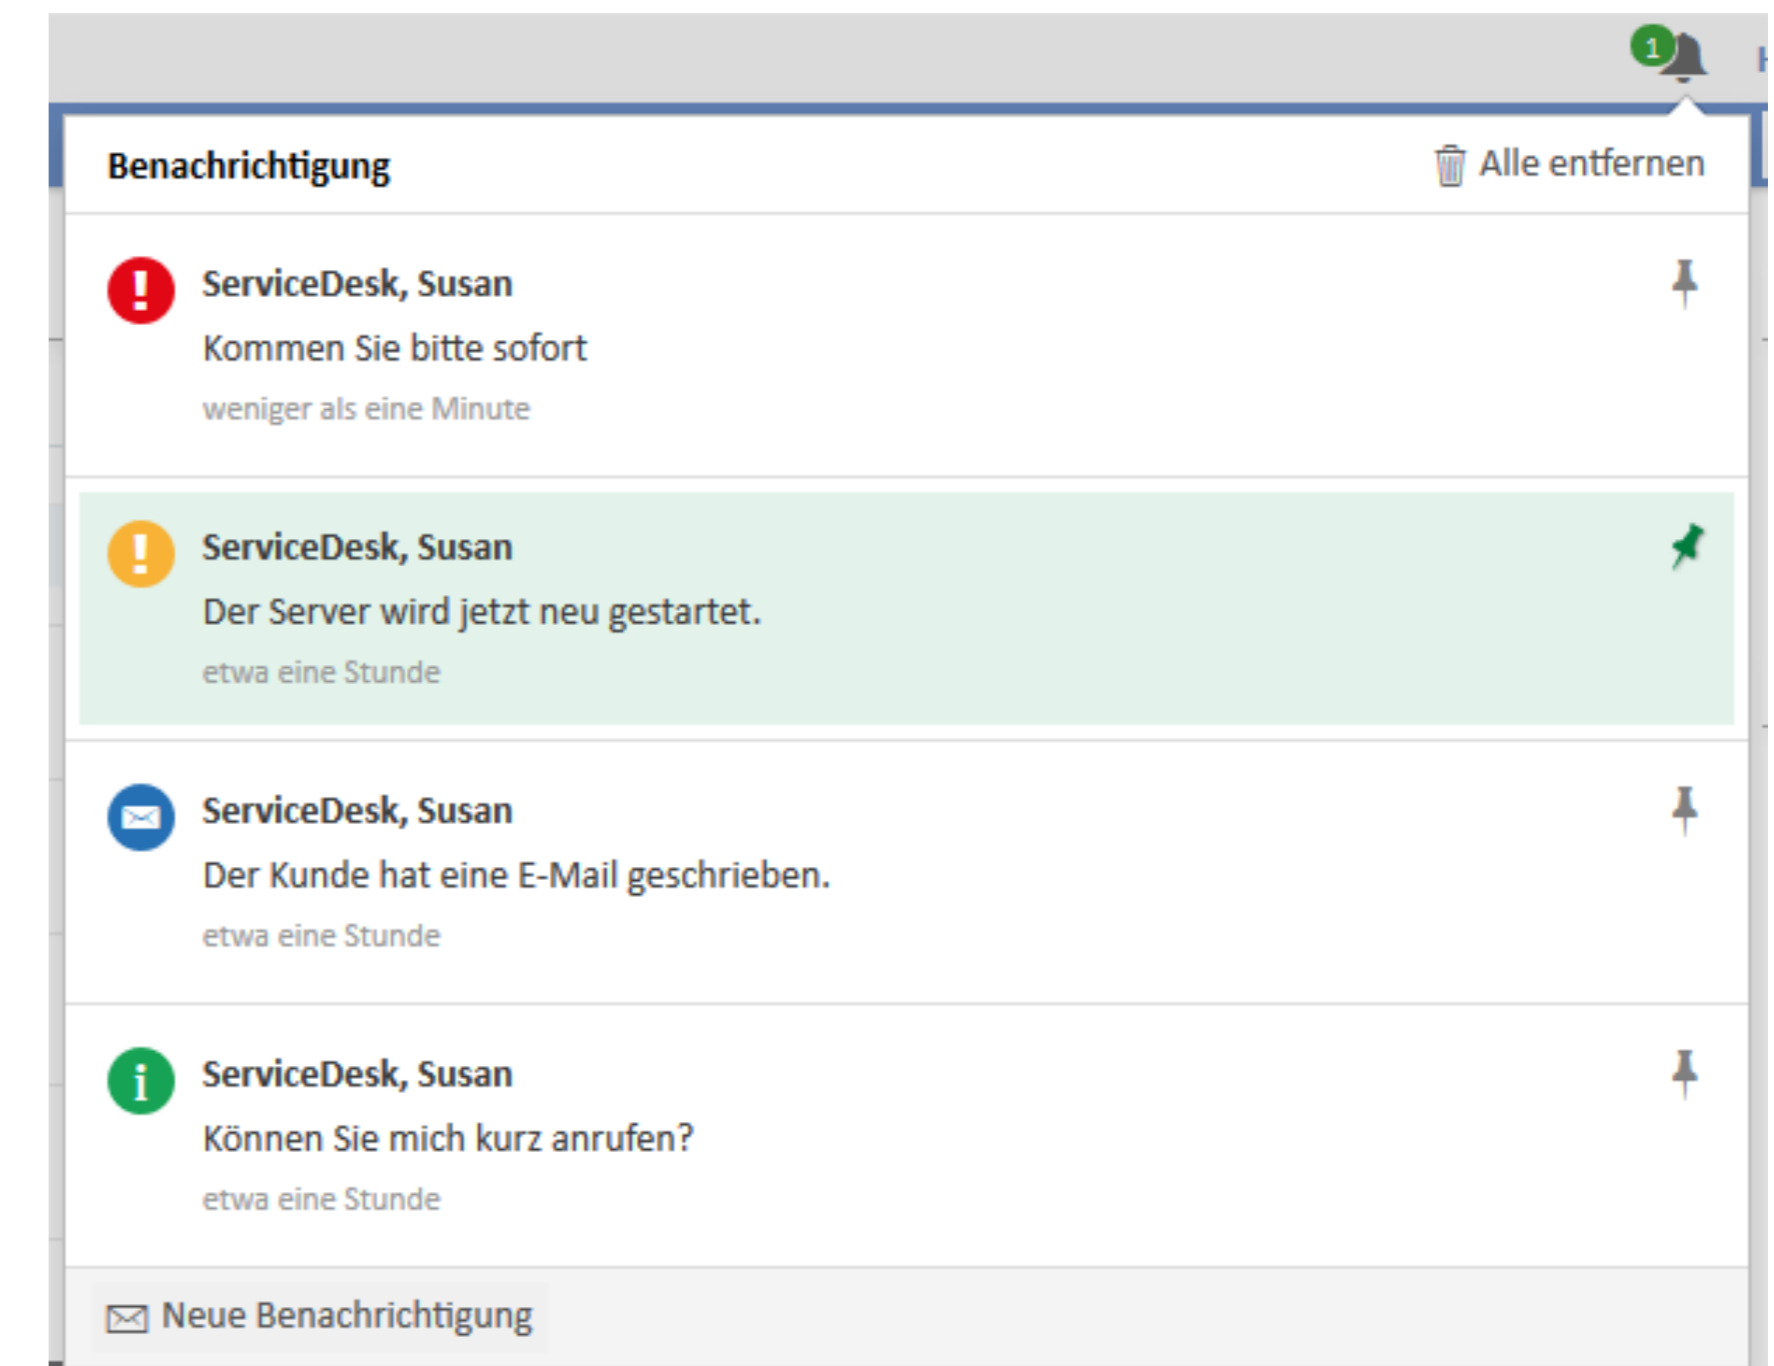 1
Benachrichtigung
Alle entfernen
ServiceDesk, Susan
Kommen Sie bitte sofort
weniger als eine Minute
ServiceDesk, Susan
Der Server wird jetzt neu gestartet.
etwa eine Stunde
ServiceDesk, Susan
Der Kunde hat eine E-Mail geschrieben.
etwa eine Stunde
ServiceDesk, Susan
Können Sie mich kurz anrufen?
etwa eine Stunde
Neue Benachrichtigung